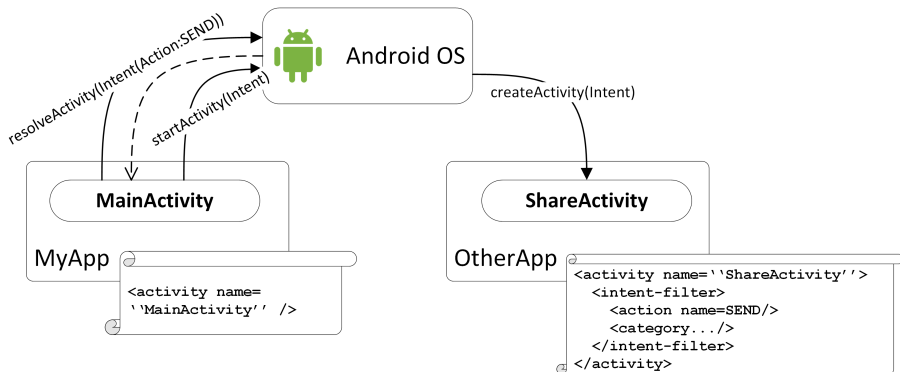 resolveActivity(Intent(Action:SEND))
startActivity(Intent)
Android OS
createActivity(Intent)
MainActivity
MyApp
<activity name=
‘‘MainActivity’’ />
ShareActivity
OtherApp
<activity name=‘‘ShareActivity’’>
<intent-filter>
<action name=SEND/>
<category.../>
</intent-filter>
</activity>